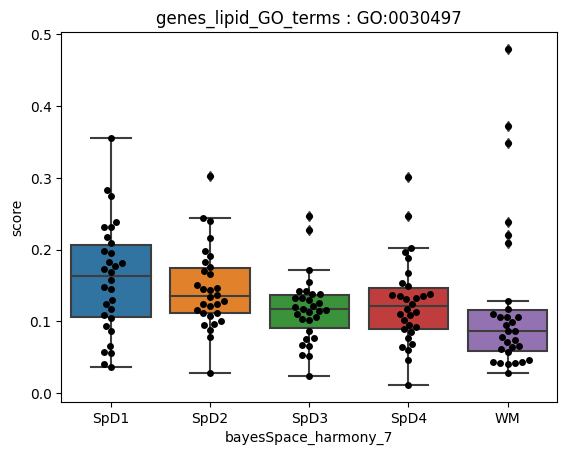 genes_lipid_GO_terms : GO:0030497
0.5
0.4
0.3
0.2
0.1
0.0
score
SpD1 SpD2 SpD3 SpD4 WM
bayesSpace_harmony_7